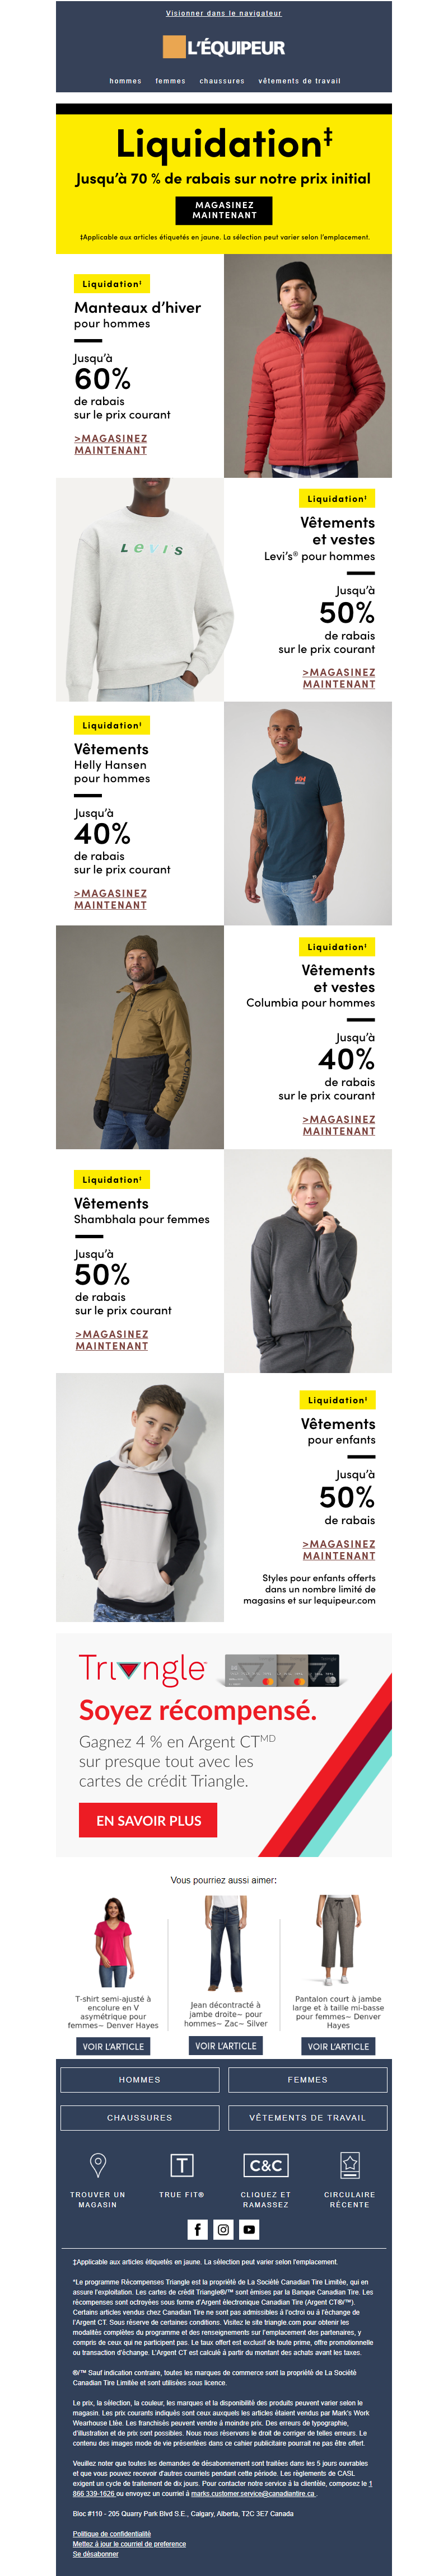 Visionner dans le navigateur
L'ÉQUIPEUR
hommes femmes chaussures vêtements de travail
Liquidation‡
Jusqu'à 70 % de rabais sur notre prix initial
MAGASINEZ
MAINTENANT
‡Applicable aux articles étiquetés en jaune. La sélection peut varier selon l'emplacement.
Liquidation‡
Manteaux d'hiver
pour hommes
Jusqu'à
60%
de rabais
sur le prix courant
>MAGASINEZ
MAINTENANT
LEVI'S
Liquidation‡
Vêtements
et vestes
Levi's® pour hommes
Jusqu'à
50%
de rabais
sur le prix courant
>MAGASINEZ
MAINTENANT
Liquidation‡
Vêtements
Helly Hansen
pour hommes
Jusqu'à
40%
de rabais
sur le prix courant
>MAGASINEZ
MAINTENANT
HH
Columbia
Liquidation‡
Vêtements
et vestes
Columbia pour hommes
Jusqu'à
40%
de rabais
sur le prix courant
>MAGASINEZ
MAINTENANT
Liquidation‡
Vêtements
Shambhala pour femmes
Jusqu'à
50%
de rabais
sur le prix courant
>MAGASINEZ
MAINTENANT
Liquidation‡
Vêtements
pour enfants
Jusqu'à
50%
de rabais
>MAGASINEZ
MAINTENANT
Styles pour enfants offerts
dans un nombre limité de
magasins et sur lequipeur.com
Triangle
Soyez récompensé.
Gagnez 4 % en Argent CTMD
sur presque tout avec les
cartes de crédit Triangle.
EN SAVOIR PLUS
Vous pourriez aussi aimer:
T-shirt semi-ajusté à
encolure en V
asymétrique pour
femmes~ Denver Hayes
VOIR L'ARTICLE
Jean décontracté à
jambe droite~ pour
hommes~ Zac~ Silver
VOIR L'ARTICLE
Pantalon court à jambe
large et à taille mi-basse
pour femmes~ Denver
Hayes
VOIR L'ARTICLE
HOMMES
FEMMES
CHAUSSURES
VÊTEMENTS DE TRAVAIL
TROUVER UN
MAGASIN
T
TRUE FIT®
C&C
CLIQUEZ ET
RAMASSEZ
CIRCULAIRE
RÉCENTE
‡Applicable aux articles étiquetés en jaune. La sélection peut varier selon l'emplacement.
*Le programme Récompenses Triangle est la propriété de La Société Canadian Tire Limitée, qui en
assure l'exploitation. Les cartes de crédit Triangle®/™ sont émises par la Banque Canadian Tire. Les
récompenses sont octroyées sous forme d'Argent électronique Canadian Tire (Argent CT®/™).
Certains articles vendus chez Canadian Tire ne sont pas admissibles à l'octroi ou à l'échange de
l'Argent CT. Sous réserve de certaines conditions. Visitez le site triangle.com pour obtenir les
modalités complètes du programme et des renseignements sur l'emplacement des partenaires, y
compris de ceux qui ne participent pas. Le taux offert est exclusif de toute prime, offre promotionnelle
ou transaction d'échange. L'Argent CT est calculé à partir du montant des achats avant les taxes.
®/™ Sauf indication contraire, toutes les marques de commerce sont la propriété de La Société
Canadian Tire Limitée et sont utilisées sous licence.
Le prix, la sélection, la couleur, les marques et la disponibilité des produits peuvent varier selon le
magasin. Les prix courants indiqués sont ceux auxquels les articles étaient vendus par Mark's Work
Wearhouse Ltée. Les franchisés peuvent vendre à moindre prix. Des erreurs de typographie,
d'illustration et de prix sont possibles. Nous nous réservons le droit de corriger de telles erreurs. Le
contenu des images mode de vie présentées dans ce cahier publicitaire pourrait ne pas être offert.
Veuillez noter que toutes les demandes de désabonnement sont traitées dans les 5 jours ouvrables
et que vous pouvez recevoir d'autres courriels pendant cette période. Les règlements de CASL
exigent un cycle de traitement de dix jours. Pour contacter notre service à la clientèle, composez le 1
866 339-1626 ou envoyez un courriel à marks.customer.service@canadiantire.ca .
Bloc #110 - 205 Quarry Park Blvd S.E., Calgary, Alberta, T2C 3E7 Canada
Politique de confidentialité
Mettez à jour le courriel de preference
Se désabonner